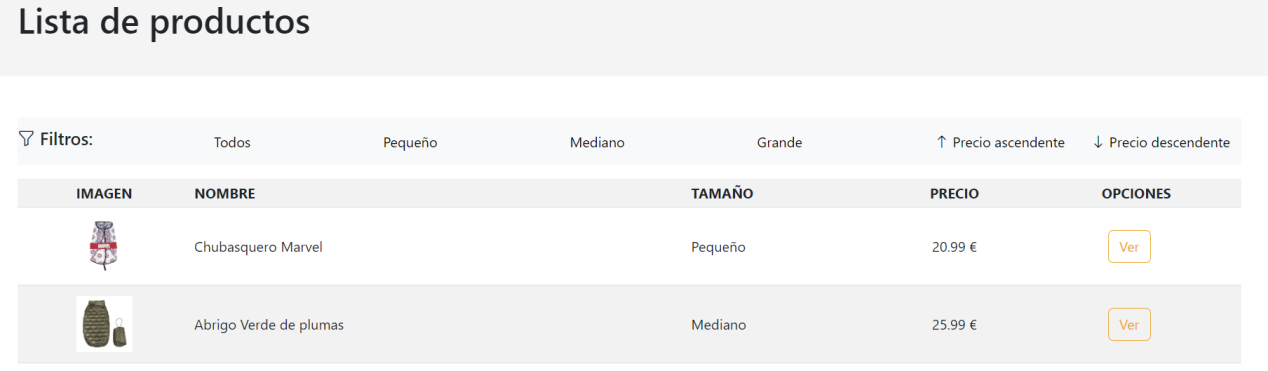 Lista de productos
Filtros: Todos Pequeño Mediano Grande ↑ Precio ascendente ↓ Precio descendente
IMAGEN NOMBRE TAMAÑO PRECIO OPCIONES
Chubasquero Marvel Pequeño 20.99 € Ver
Abrigo Verde de plumas Mediano 25.99 € Ver